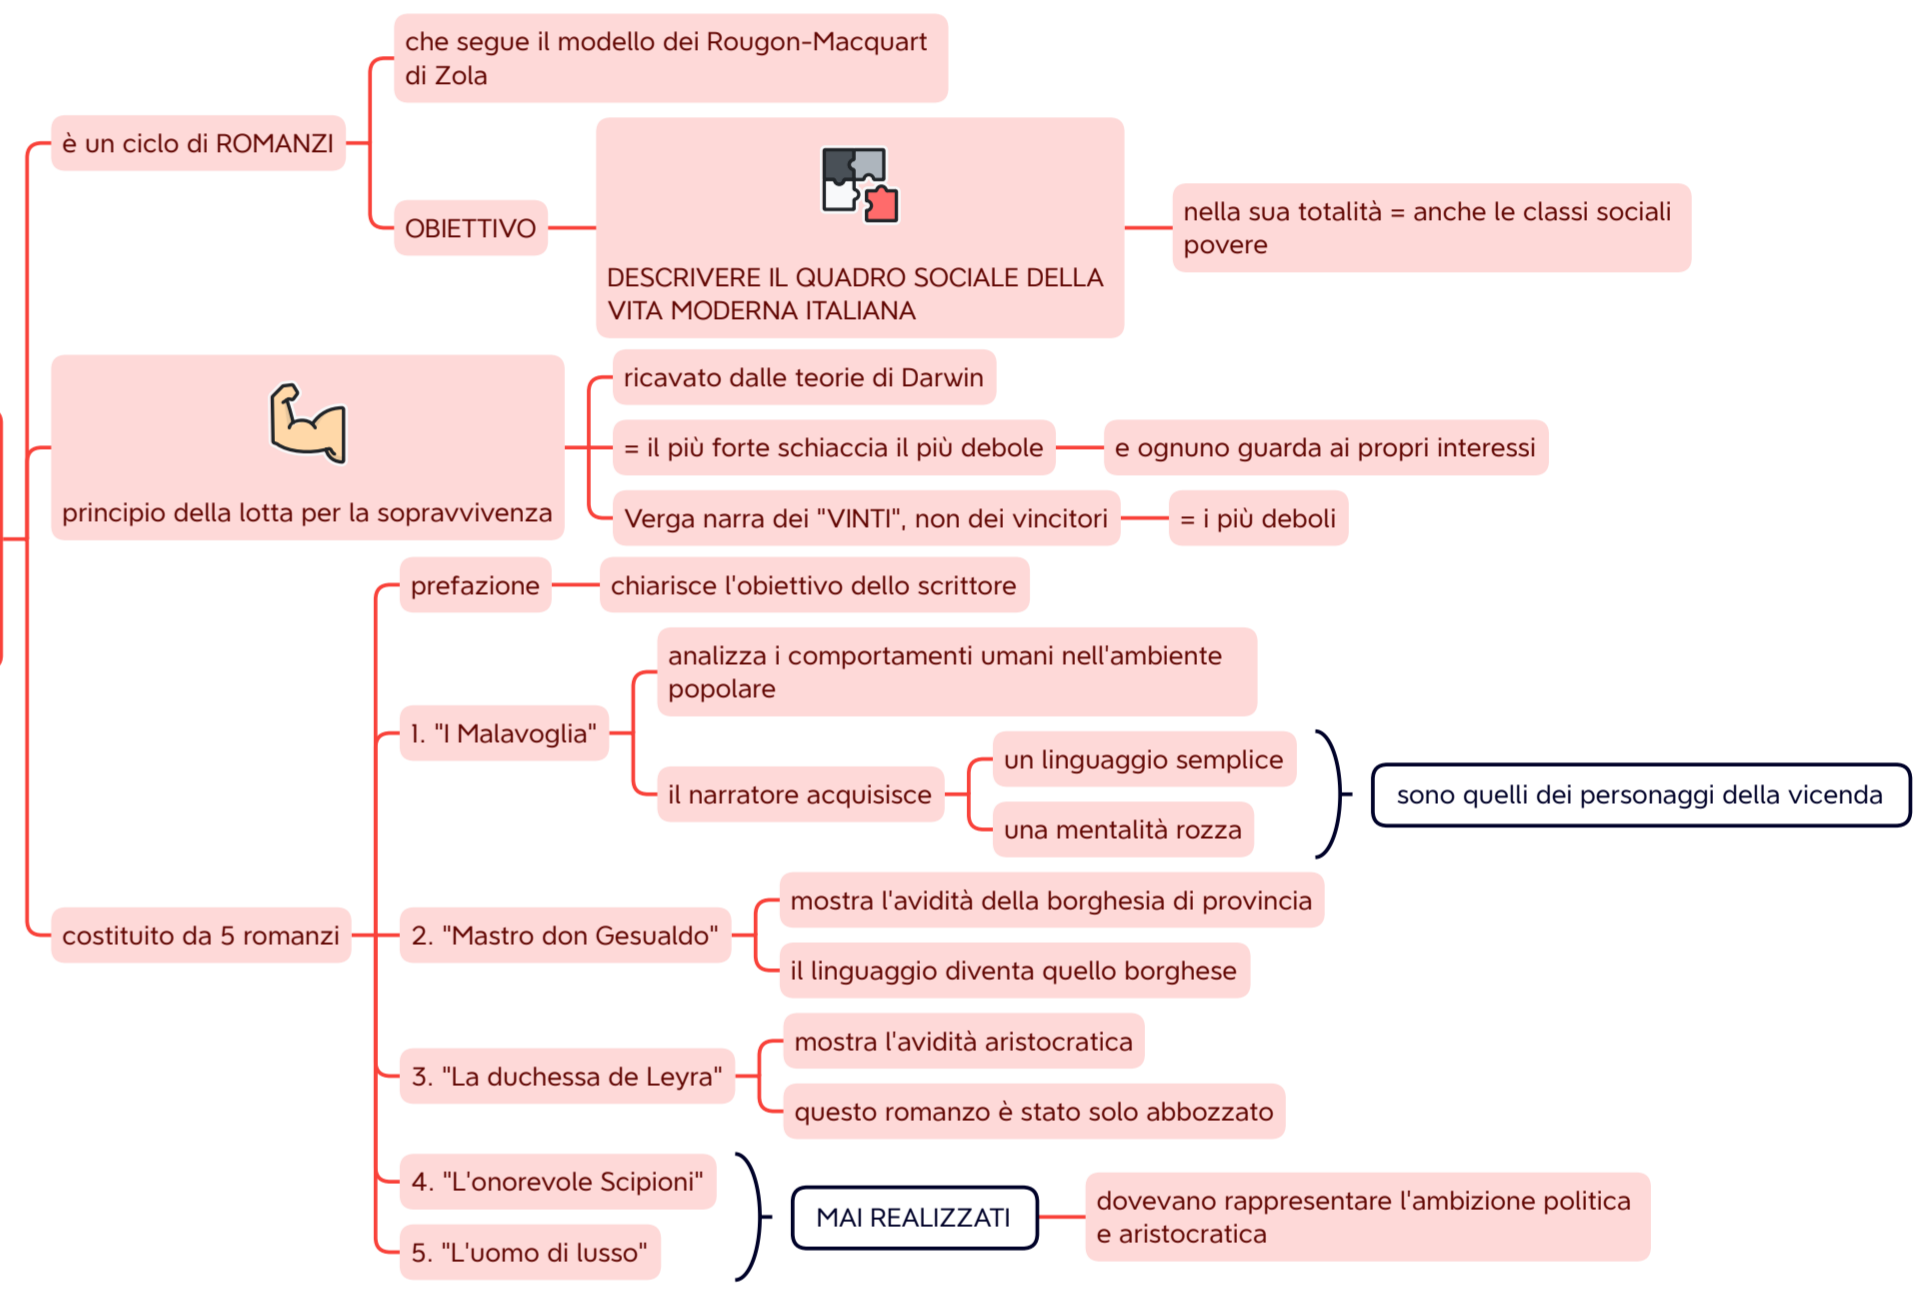 che segue il modello dei Rougon-Macquart
di Zola
è un ciclo di ROMANZI
OBIETTIVO
DESCRIVERE IL QUADRO SOCIALE DELLA
VITA MODERNA ITALIANA
nella sua totalità = anche le classi sociali
povere
principio della lotta per la sopravvivenza
ricavato dalle teorie di Darwin
= il più forte schiaccia il più debole
e ognuno guarda ai propri interessi
Verga narra dei "VINTI", non dei vincitori
= i più deboli
costituito da 5 romanzi
prefazione
chiarisce l'obiettivo dello scrittore
1. "I Malavoglia"
analizza i comportamenti umani nell'ambiente
popolare
il narratore acquisisce
un linguaggio semplice
una mentalità rozza
sono quelli dei personaggi della vicenda
2. "Mastro don Gesualdo"
mostra l'avidità della borghesia di provincia
il linguaggio diventa quello borghese
3. "La duchessa de Leyra"
mostra l'avidità aristocratica
questo romanzo è stato solo abbozzato
4. "L'onorevole Scipioni"
5. "L'uomo di lusso"
MAI REALIZZATI
dovevano rappresentare l'ambizione politica
e aristocratica